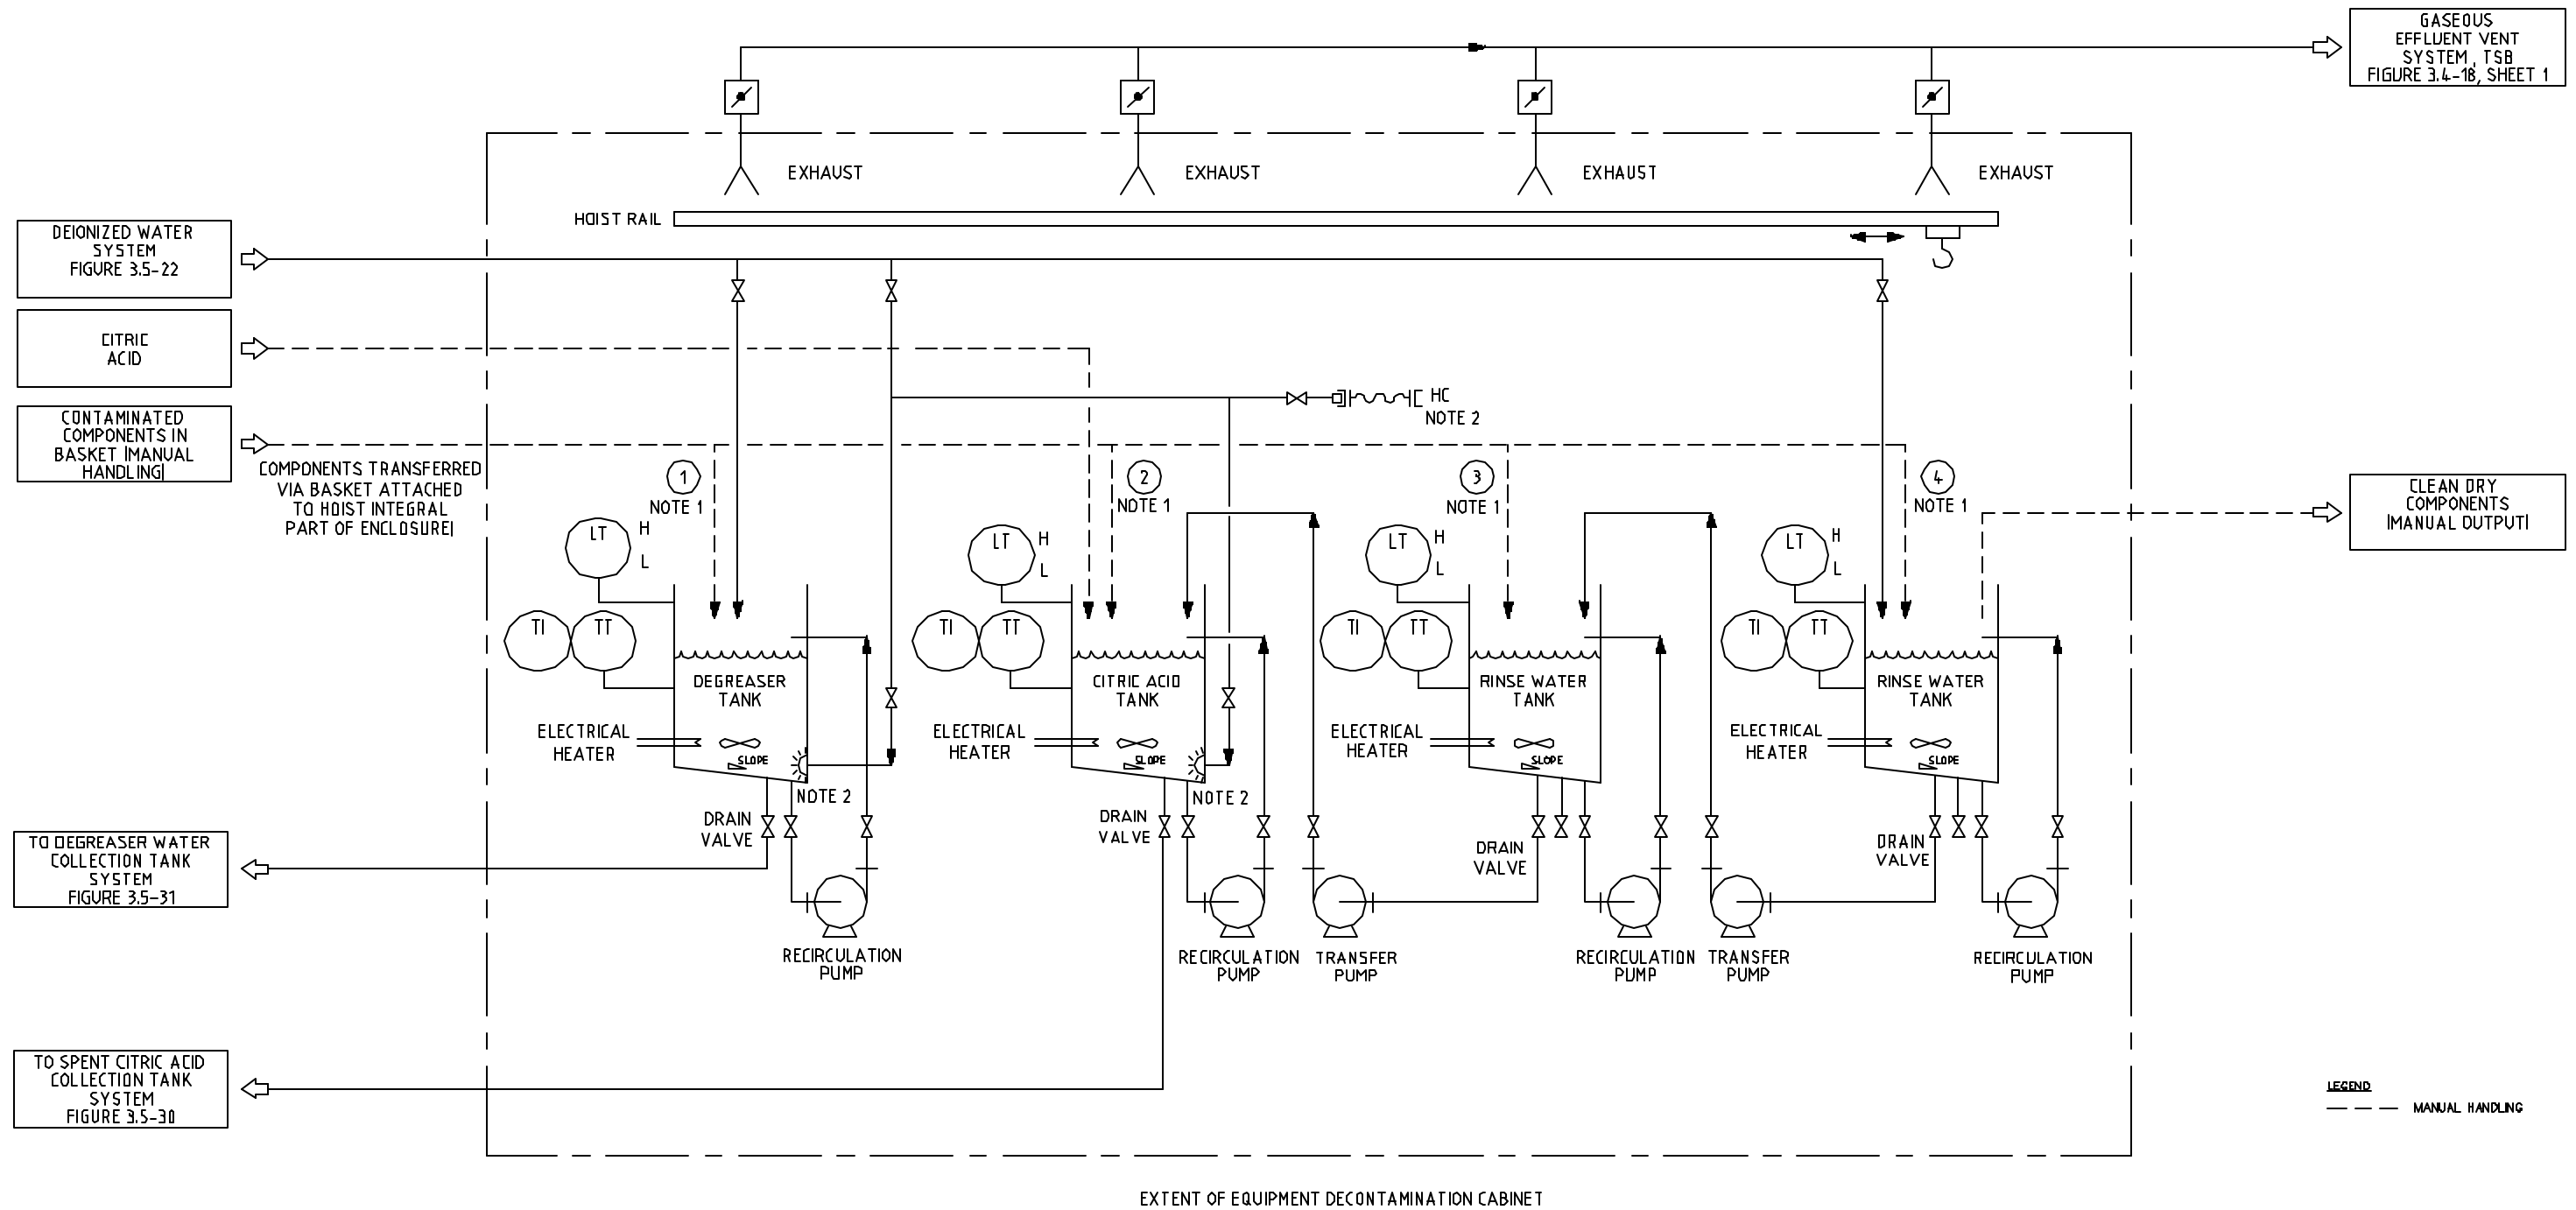 GASEOUS
EFFLUENT VENT
SYSTEM, TSB
FIGURE 3.4-18, SHEET 1
EXHAUST
EXHAUST
EXHAUST
EXHAUST
HOIST RAIL
DEIONIZED WATER
SYSTEM
FIGURE 3.5-22
CITRIC
ACID
CONTAMINATED
COMPONENTS IN
BASKET |MANUAL
HANDLING|
COMPONENTS TRANSFERRED
VIA BASKET ATTACHED
TO HOIST INTEGRAL
PART OF ENCLOSURE|
HC
NOTE 2
1
NOTE 1
2
NOTE 1
3
NOTE 1
4
NOTE 1
CLEAN DRY
COMPONENTS
|MANUAL OUTPUT|
LT
H
L
LT
H
L
LT
H
L
LT
H
L
TI
TT
TI
TT
TI
TT
TI
TT
DEGREASER
TANK
CITRIC ACID
TANK
RINSE WATER
TANK
RINSE WATER
TANK
ELECTRICAL
HEATER
ELECTRICAL
HEATER
ELECTRICAL
HEATER
ELECTRICAL
HEATER
SLOPE
SLOPE
SLOPE
SLOPE
NOTE 2
NOTE 2
DRAIN
VALVE
DRAIN
VALVE
DRAIN
VALVE
DRAIN
VALVE
TO DEGREASER WATER
COLLECTION TANK
SYSTEM
FIGURE 3.5-31
RECIRCULATION
PUMP
RECIRCULATION
PUMP
TRANSFER
PUMP
RECIRCULATION
PUMP
TRANSFER
PUMP
RECIRCULATION
PUMP
TO SPENT CITRIC ACID
COLLECTION TANK
SYSTEM
FIGURE 3.5-30
LEGEND
MANUAL HANDLING
EXTENT OF EQUIPMENT DECONTAMINATION CABINET